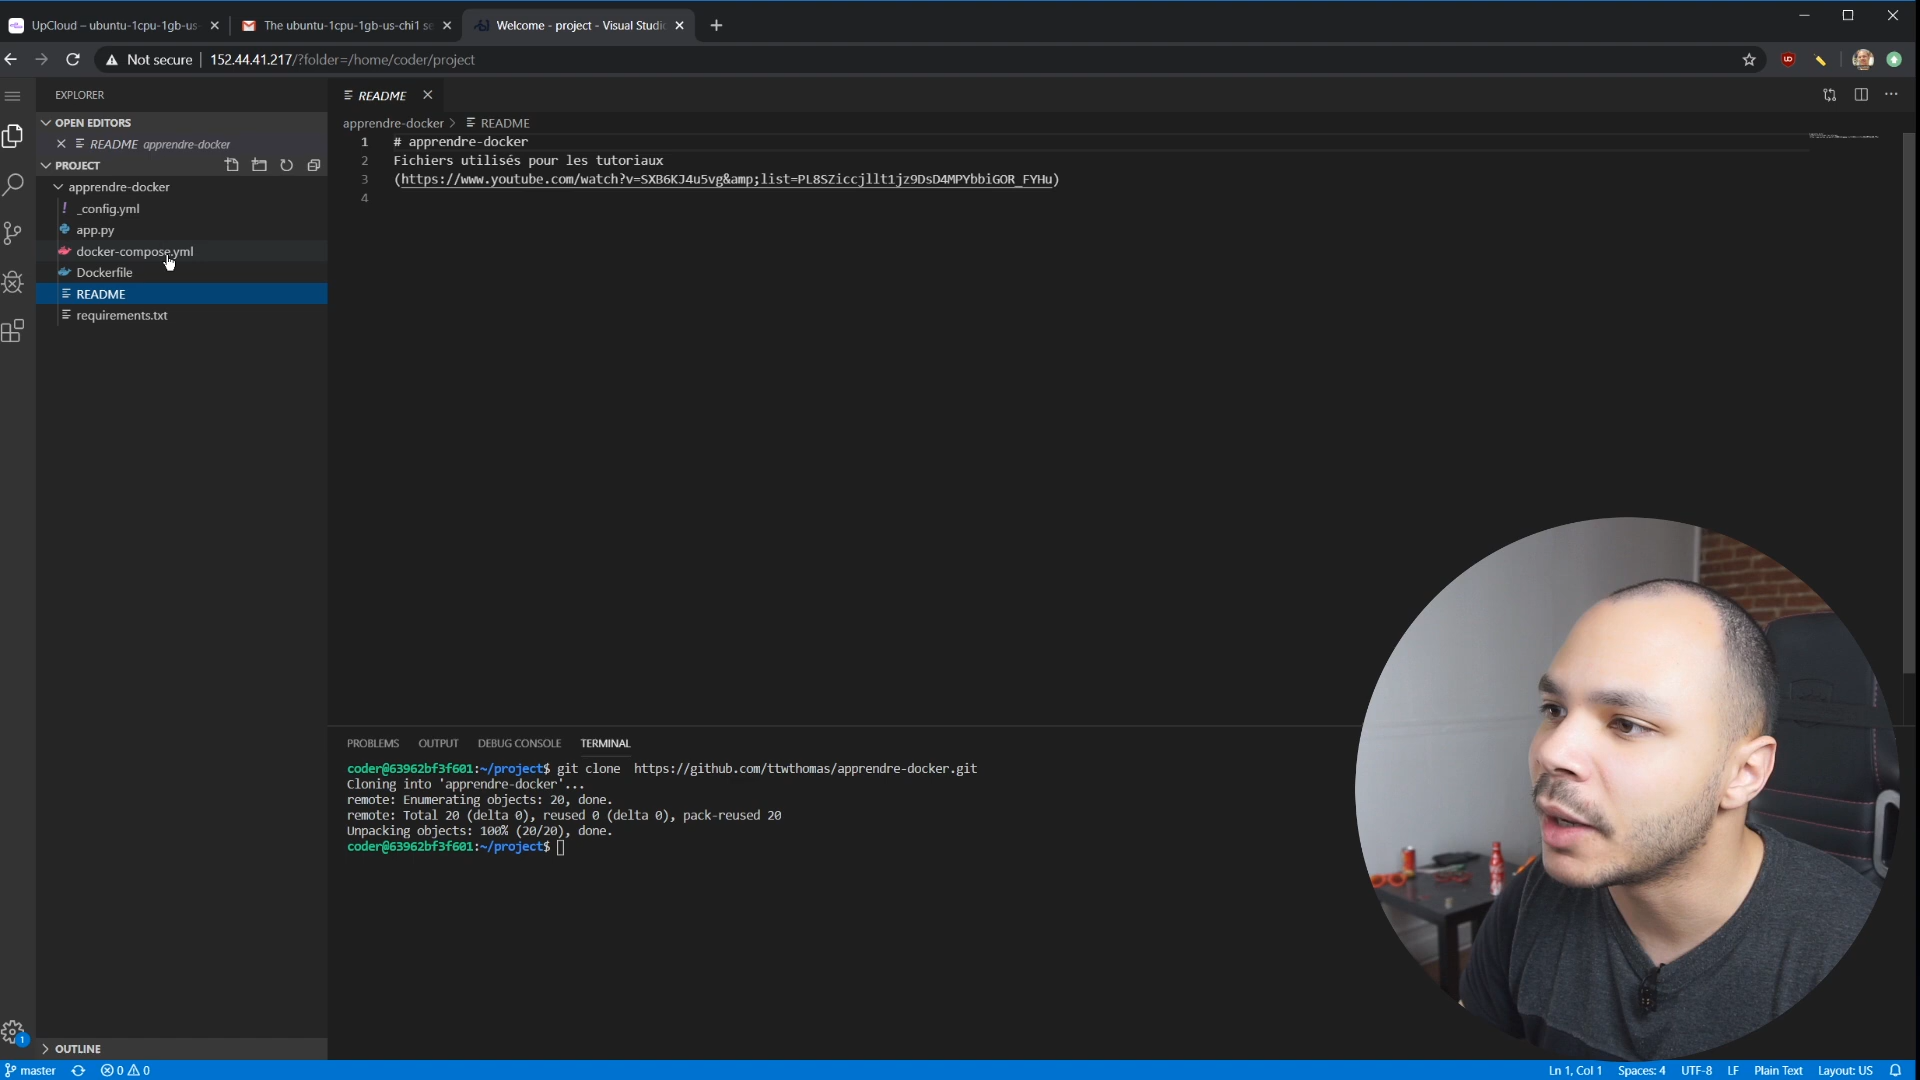 UpCloud – ubuntu-1cpu-1gb-us-
The ubuntu-1cpu-1gb-us-chi1 se
Welcome - project - Visual Studio
Not secure
152.44.41.217/?folder=/home/coder/project
EXPLORER
OPEN EDITORS
README apprendre-docker
PROJECT
apprendre-docker
_config.yml
app.py
docker-compose.yml
Dockerfile
README
requirements.txt
OUTLINE
README
apprendre-docker > README
1 # apprendre-docker
2 Fichiers utilisés pour les tutoriaux
3 (https://www.youtube.com/watch?v=SXB6KJ4u5vg&amp;list=PL8SZiccjllt1jz9DsD4MPYbbiGOR_FYHu)
4
PROBLEMS OUTPUT DEBUG CONSOLE TERMINAL
coder@63962bf3f601:~/project$ git clone  https://github.com/ttwthomas/apprendre-docker.git
Cloning into 'apprendre-docker'...
remote: Enumerating objects: 20, done.
remote: Total 20 (delta 0), reused 0 (delta 0), pack-reused 20
Unpacking objects: 100% (20/20), done.
coder@63962bf3f601:~/project$
1
master 0 0 Ln 1, Col 1 Spaces: 4 UTF-8 LF Plain Text Layout: US